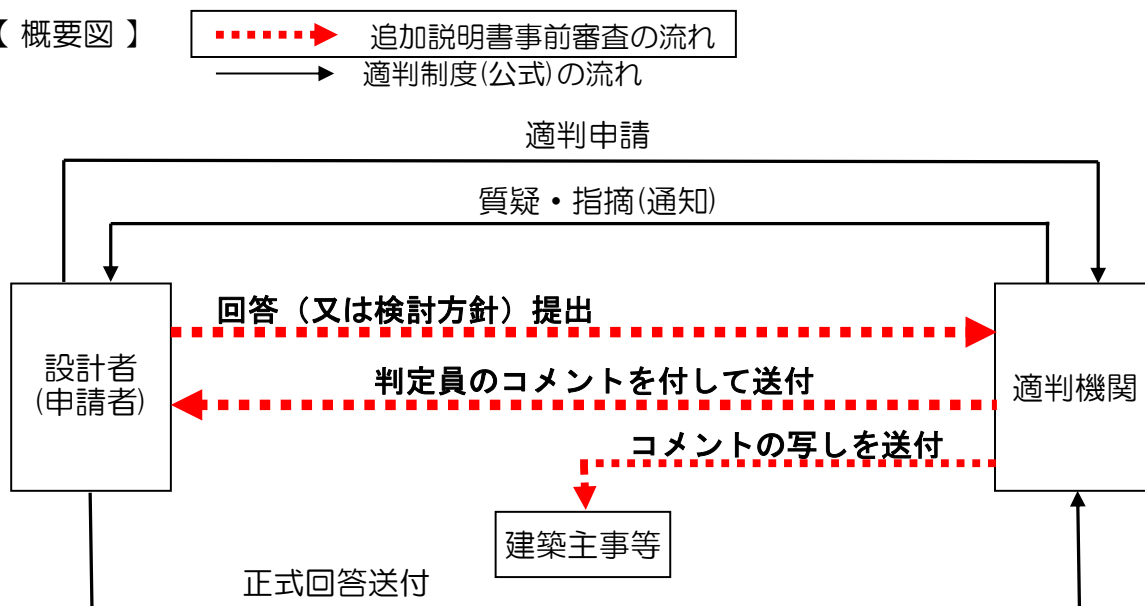 【 概要図 】
追加説明書事前審査の流れ
適判制度(公式)の流れ
適判申請
質疑・指摘(通知)
回答（又は検討方針）提出
設計者
(申請者)
判定員のコメントを付して送付
適判機関
コメントの写しを送付
建築主事等
正式回答送付